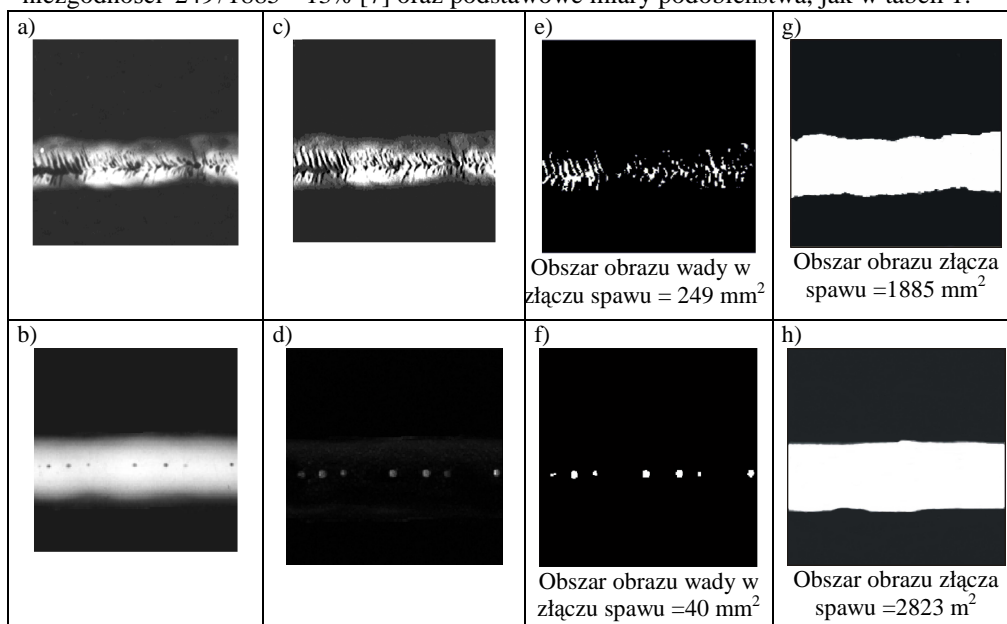 niezgodności 249/1885 = 13% [7] oraz podstawowe miary podobieństwa, jak w tabeli 1.
a)
c)
e)
g)
Obszar obrazu wady w
złączu spawu = 249 mm²
Obszar obrazu złącza
spawu =1885 mm²
b)
d)
f)
h)
Obszar obrazu wady w
złączu spawu =40 mm²
Obszar obrazu złącza
spawu =2823 m²